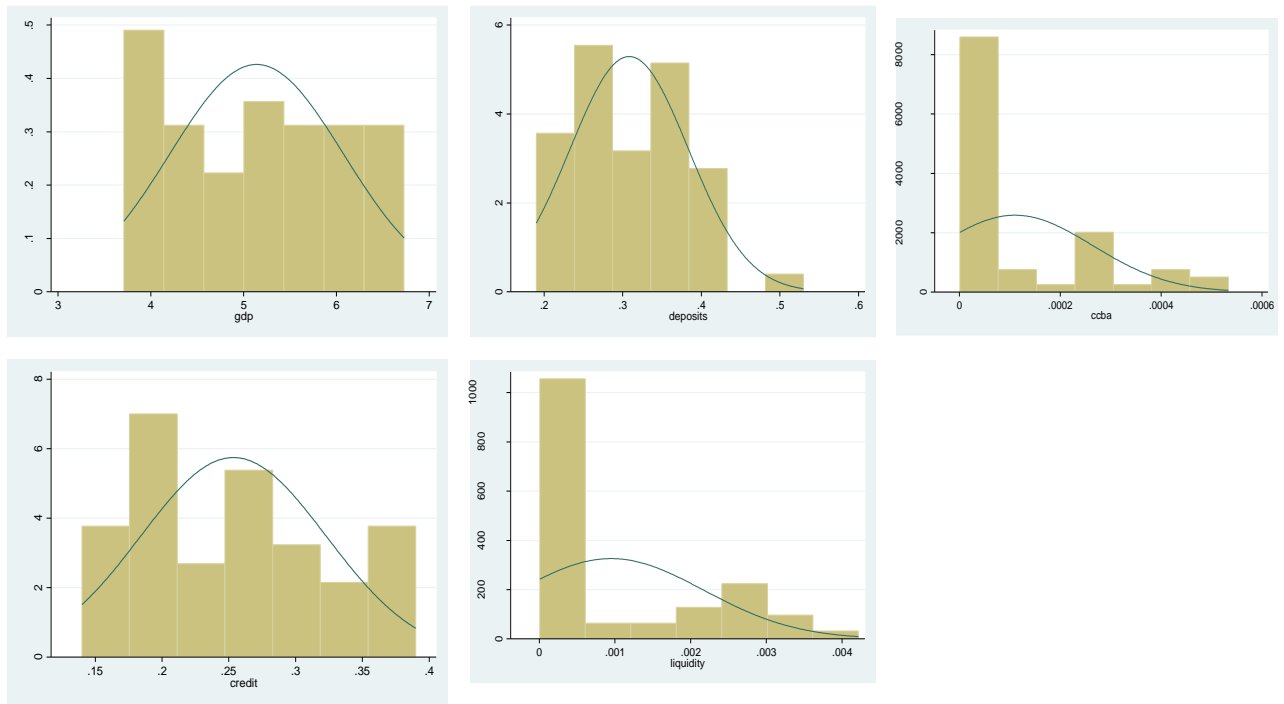 .5
.4
.3
.2
.1
0
3 4 5 6 7
gdp
6
4
2
0
.2 .3 .4 .5 .6
deposits
8000
6000
4000
2000
0
0 .0002 .0004 .0006
ccba
8
6
4
2
0
.15 .2 .25 .3 .35 .4
credit
1000
800
600
400
200
0
0 .001 .002 .003 .004
liquidity